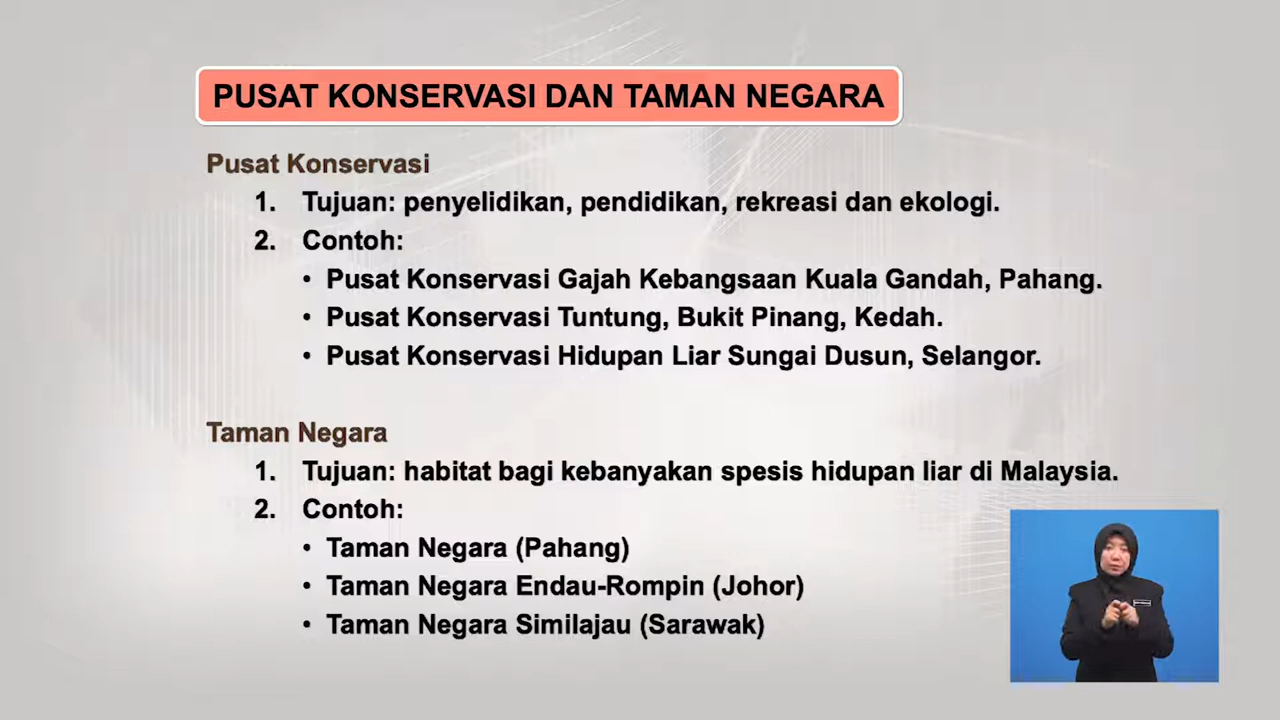 PUSAT KONSERVASI DAN TAMAN NEGARA
Pusat Konservasi
1. Tujuan: penyelidikan, pendidikan, rekreasi dan ekologi.
2. Contoh:
• Pusat Konservasi Gajah Kebangsaan Kuala Gandah, Pahang.
• Pusat Konservasi Tuntung, Bukit Pinang, Kedah.
• Pusat Konservasi Hidupan Liar Sungai Dusun, Selangor.
Taman Negara
1. Tujuan: habitat bagi kebanyakan spesis hidupan liar di Malaysia.
2. Contoh:
• Taman Negara (Pahang)
• Taman Negara Endau-Rompin (Johor)
• Taman Negara Similajau (Sarawak)